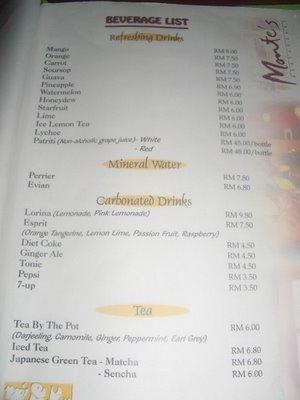 BEVERAGE LIST
Monte's
Refreshing Drinks
Mango RM 8.00
Orange RM 7.50
Carrot RM 7.50
Soursop RM 7.50
Guava RM 7.50
Pineapple RM 6.90
Watermelon RM 7.50
Honeydew RM 6.00
Starfruit RM 6.00
Lime RM 6.00
Ice Lemon Tea RM 6.00
Lychee RM 6.00
Patriti (Non-alcoholic grape juice) - White RM 45.00/bottle
- Red RM 48.00/bottle
Mineral Water
Perrier RM 7.80
Evian RM 6.80
Carbonated Drinks
Lorina (Lemonade, Pink Lemonade) RM 9.80
Esprit RM 7.50
(Orange Tangerine, Lemon Lime, Passion Fruit, Raspberry)
Diet Coke RM 4.50
Ginger Ale RM 4.50
Tonic RM 4.50
Pepsi RM 3.50
7-up RM 3.50
Tea
Tea By The Pot RM 6.00
(Darjeeling, Camomile, Ginger, Peppermint, Earl Grey)
Iced Tea RM 6.80
Japanese Green Tea - Matcha RM 6.80
- Sencha RM 6.00